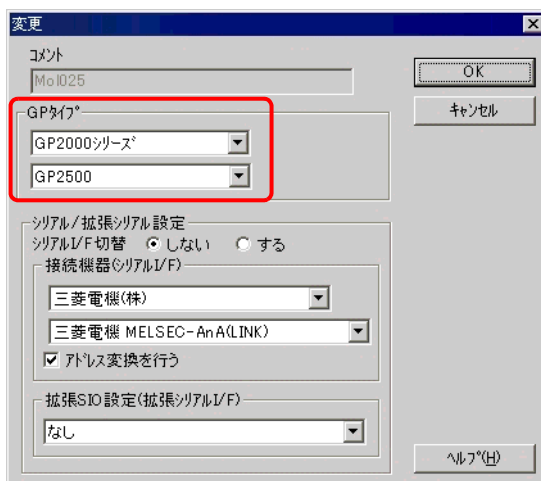 変更
コメント
Mol025
OK
キャンセル
GPタイプ
GP2000シリーズ
GP2500
シリアル/拡張シリアル設定
シリアルI/F切替 しない する
接続機器(シリアルI/F)
三菱電機(株)
三菱電機 MELSEC-AnA(LINK)
アドレス変換を行う
拡張SIO設定(拡張シリアルI/F)
なし
ヘルプ(H)